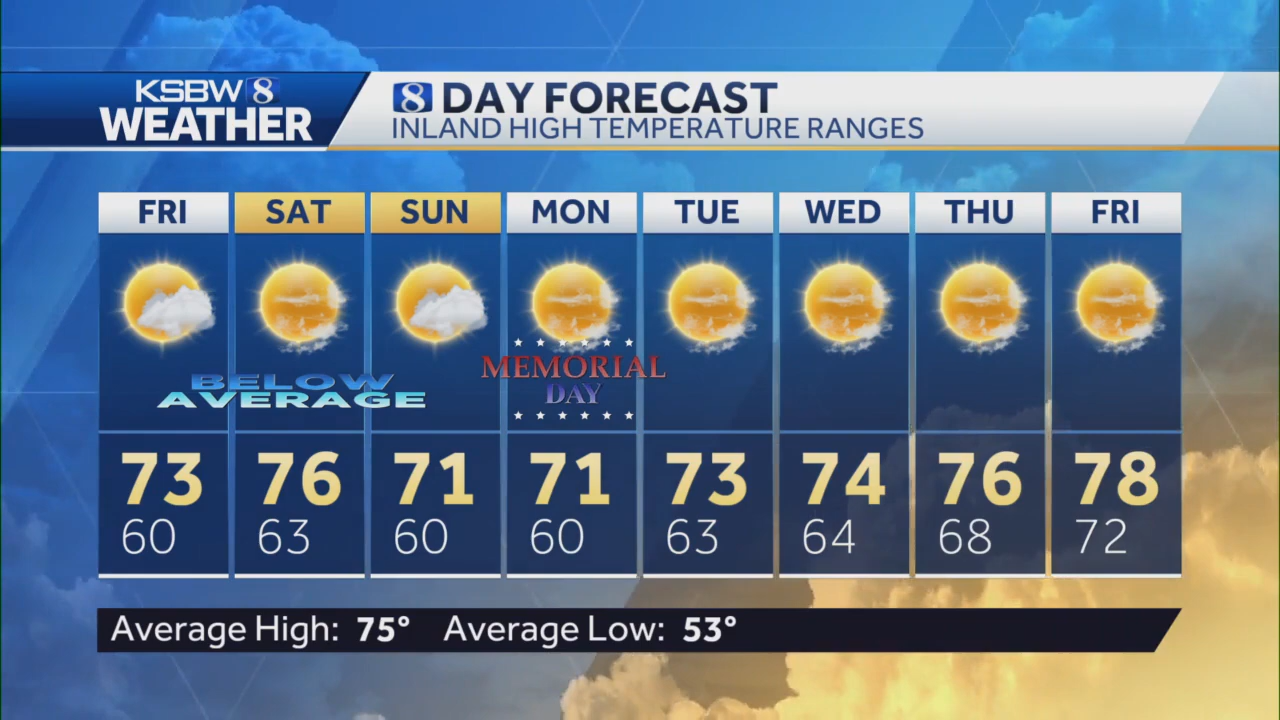 KSBW 8
WEATHER
8 DAY FORECAST
INLAND HIGH TEMPERATURE RANGES
FRI SAT SUN MON TUE WED THU FRI
BELOW
AVERAGE
MEMORIAL
DAY
73 76 71 71 73 74 76 78
60 63 60 60 63 64 68 72
Average High: 75° Average Low: 53°